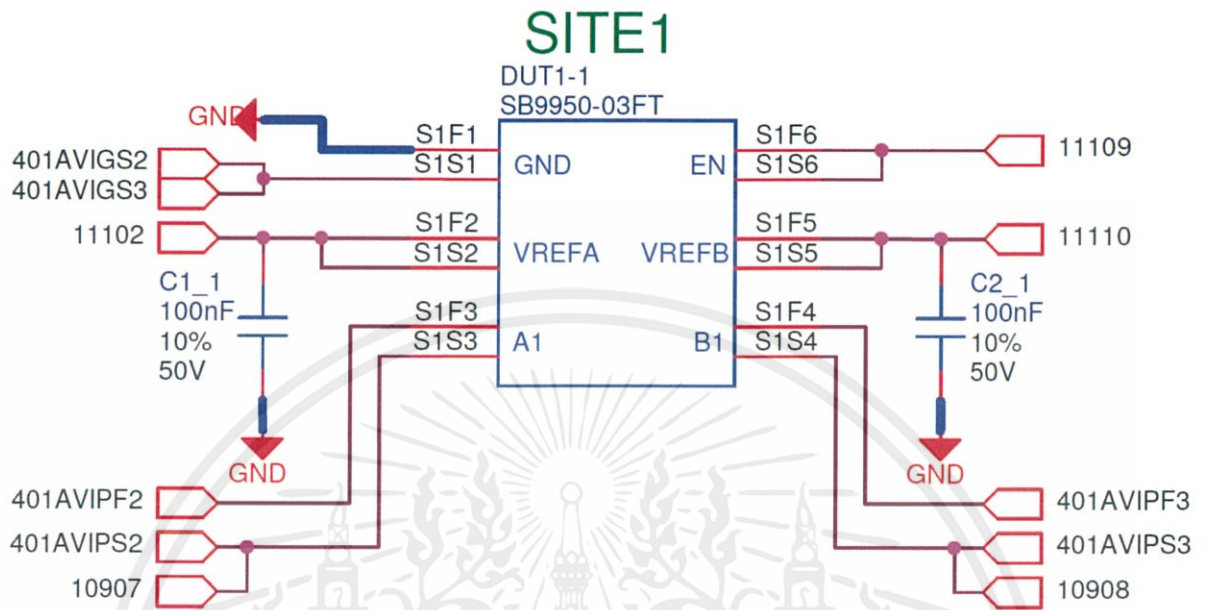 SITE1
DUT1-1
SB9950-03FT
GND
S1F1
S1F6
401AVIGS2
401AVIGS3
S1S1
GND
EN
S1S6
11109
11102
S1F2
S1S2
VREFA
VREFB
S1F5
S1S5
11110
C1_1
100nF
10%
50V
C2_1
100nF
10%
50V
S1F3
S1S3
A1
B1
S1F4
S1S4
GND
GND
401AVIPF2
401AVIPF3
401AVIPS2
401AVIPS3
10907
10908